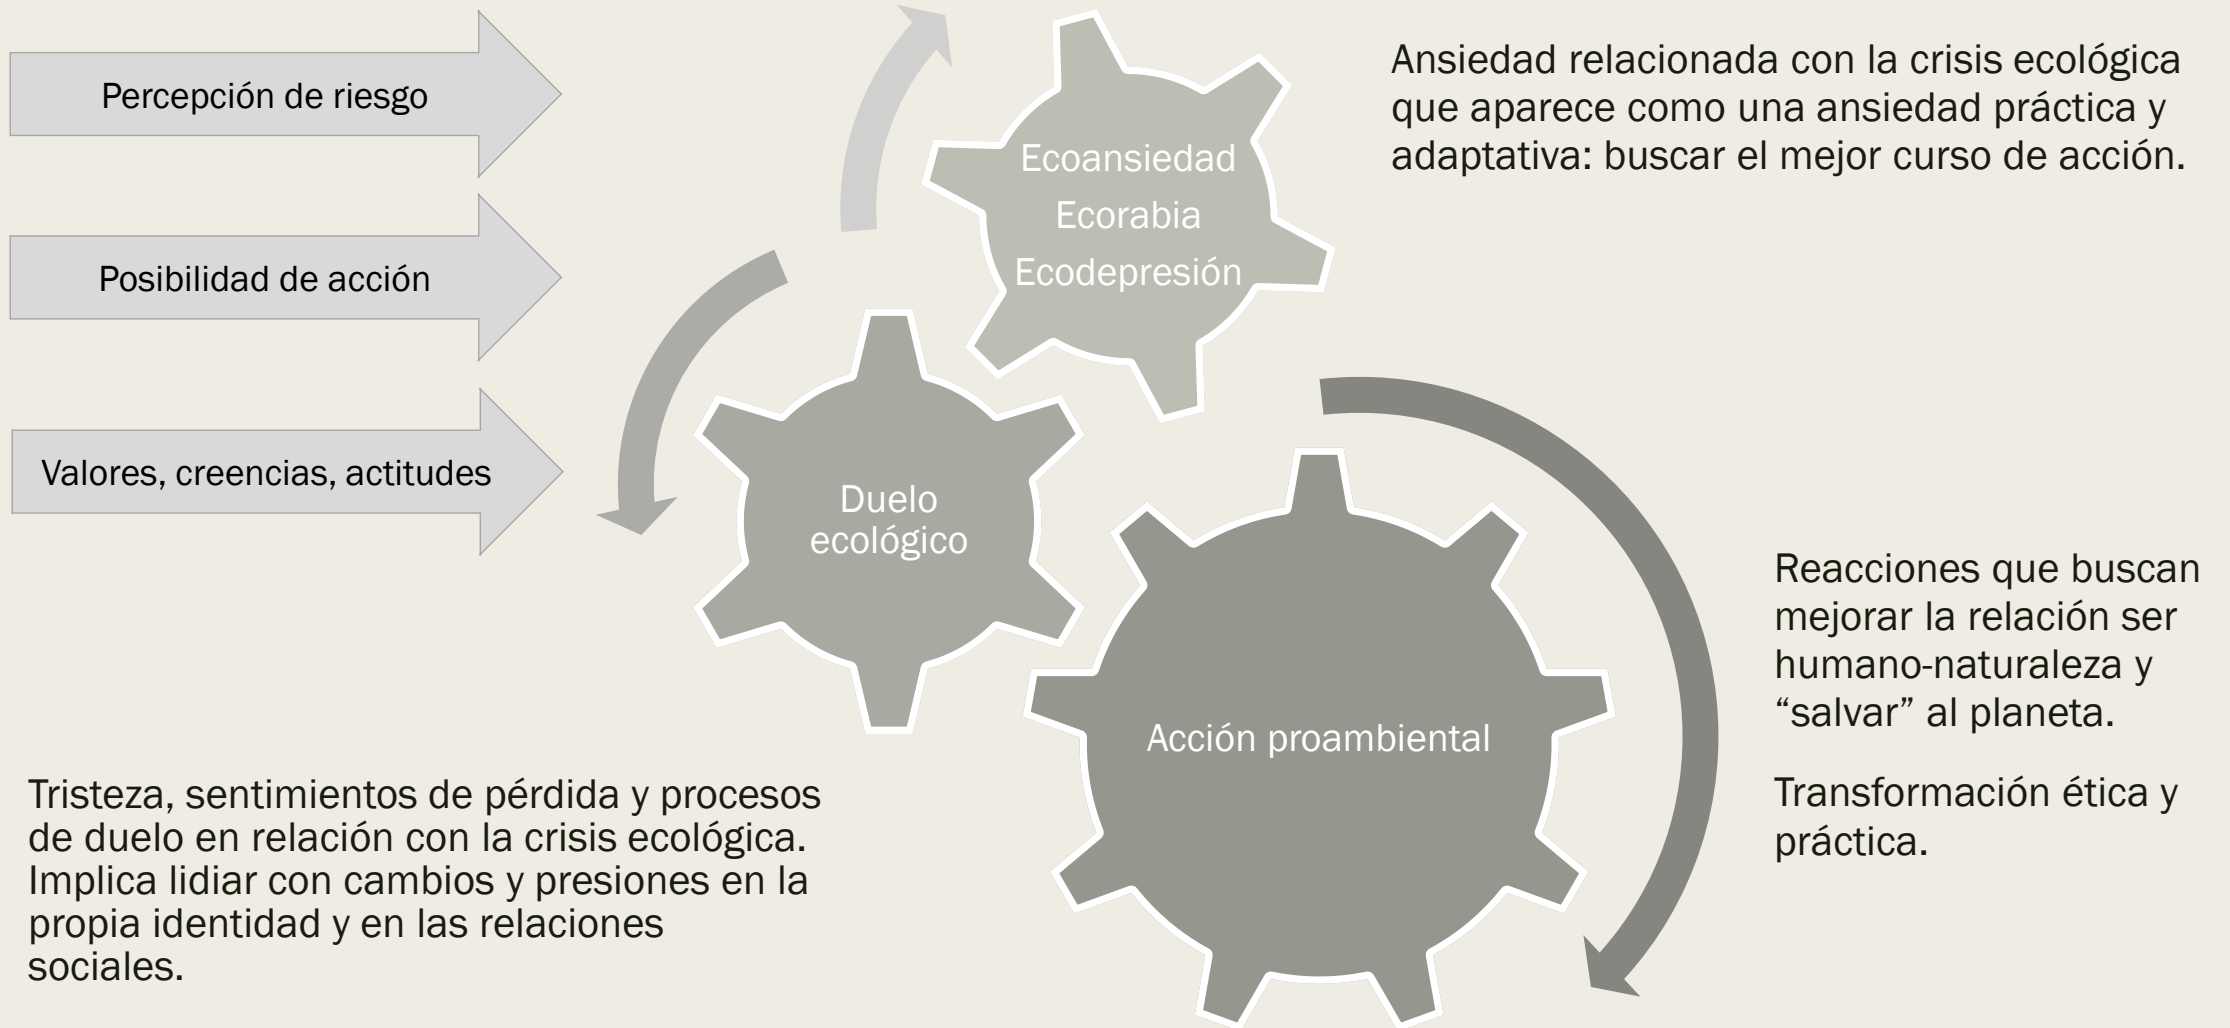 Percepción de riesgo
Posibilidad de acción
Valores, creencias, actitudes
Ecoansiedad
Ecorabia
Ecodepresión
Ansiedad relacionada con la crisis ecológica
que aparece como una ansiedad práctica y
adaptativa: buscar el mejor curso de acción.
Duelo
ecológico
Acción proambiental
Reacciones que buscan
mejorar la relación ser
humano-naturaleza y
“salvar” al planeta.
Transformación ética y
práctica.
Tristeza, sentimientos de pérdida y procesos
de duelo en relación con la crisis ecológica.
Implica lidiar con cambios y presiones en la
propia identidad y en las relaciones
sociales.